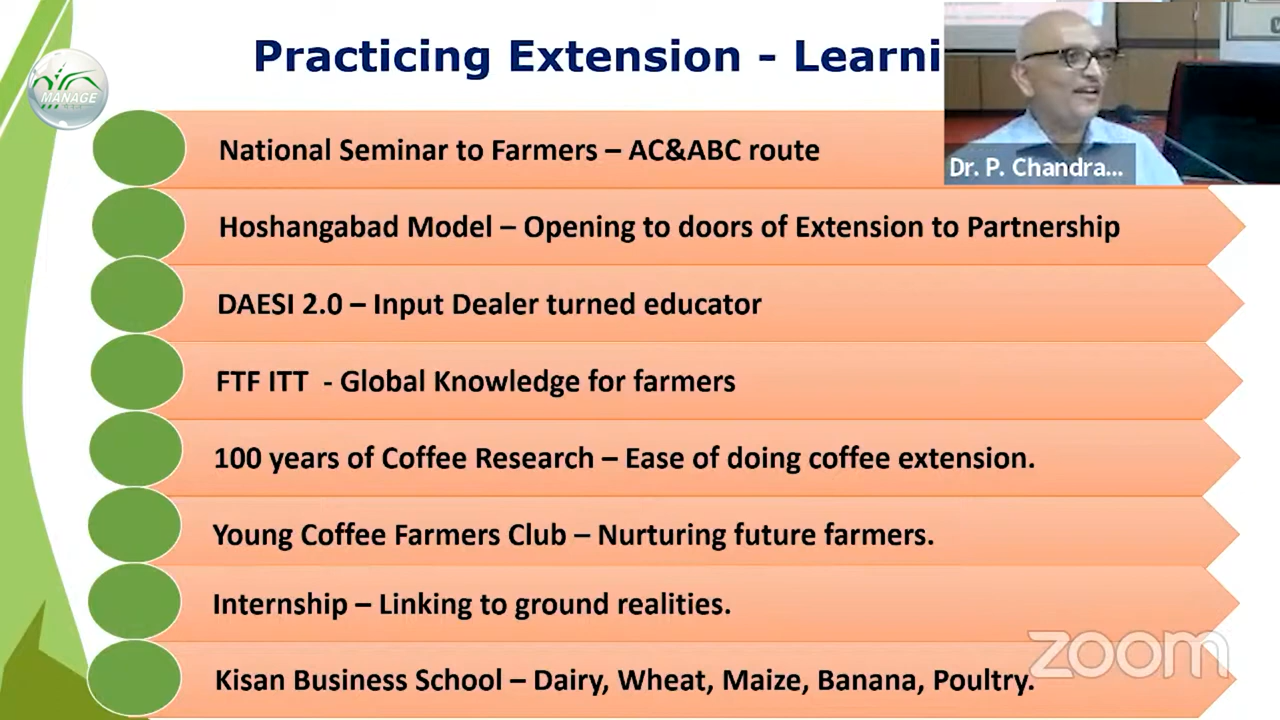 Practicing Extension - Learni
MANAGE
Dr. P. Chandra...
National Seminar to Farmers – AC&ABC route
Hoshangabad Model – Opening to doors of Extension to Partnership
DAESI 2.0 – Input Dealer turned educator
FTF ITT - Global Knowledge for farmers
100 years of Coffee Research – Ease of doing coffee extension.
Young Coffee Farmers Club – Nurturing future farmers.
Internship – Linking to ground realities.
Kisan Business School – Dairy, Wheat, Maize, Banana, Poultry.
zoom